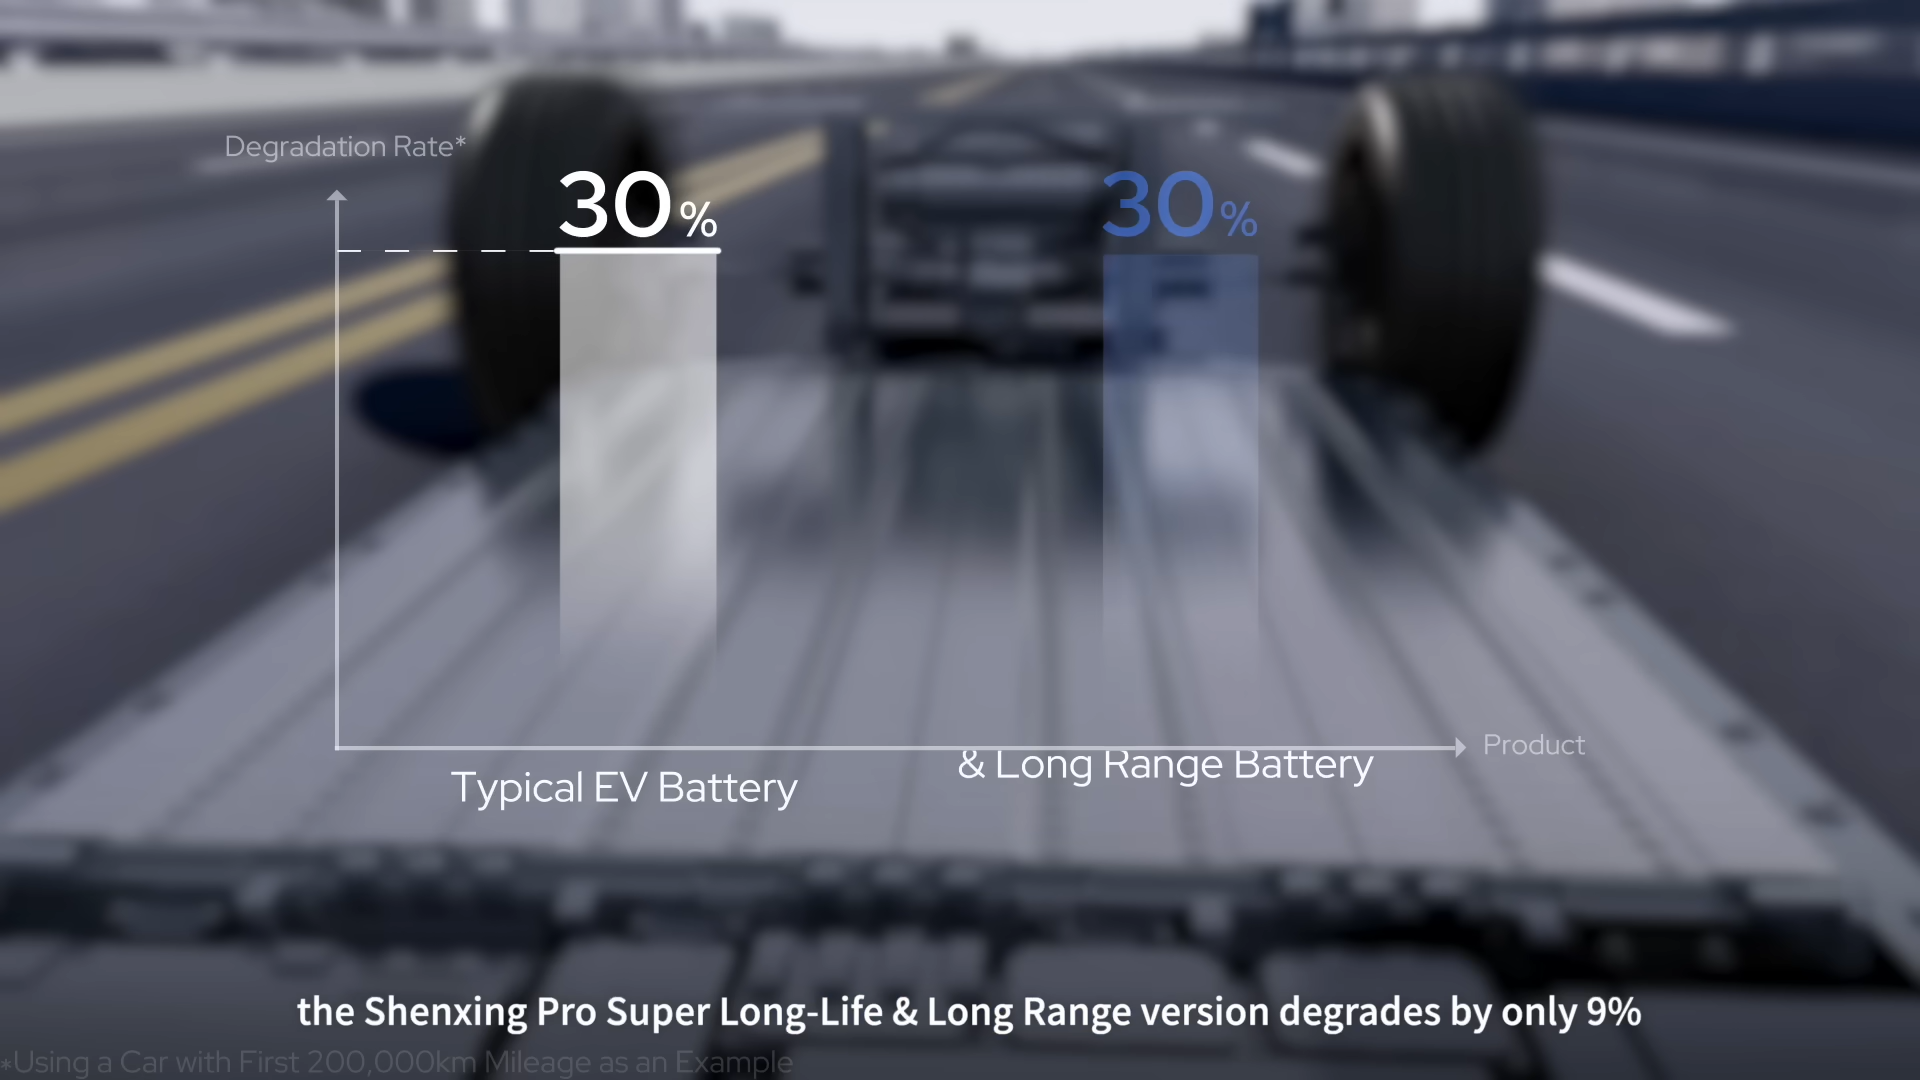 Degradation Rate*
30%
30%
Product
Typical EV Battery
& Long Range Battery
the Shenxing Pro Super Long-Life & Long Range version degrades by only 9%
*Using a Car with First 200,000km Mileage as an Example